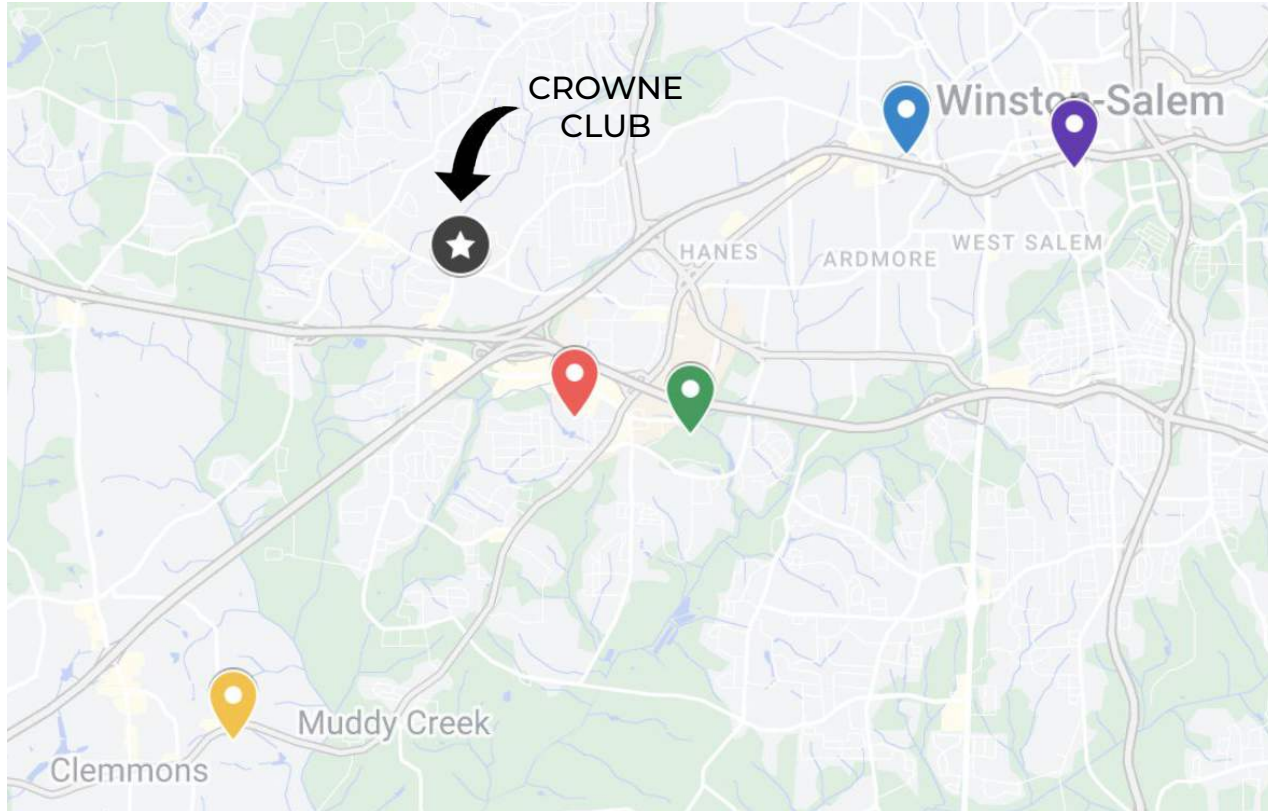 CROWNE
CLUB
Winston-Salem
HANES
ARDMORE
WEST SALEM
Muddy Creek
Clemmons